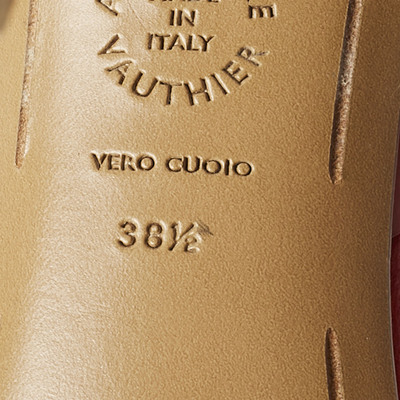 IN
ITALY
VAUTHIER
VERO CUOIO
38½